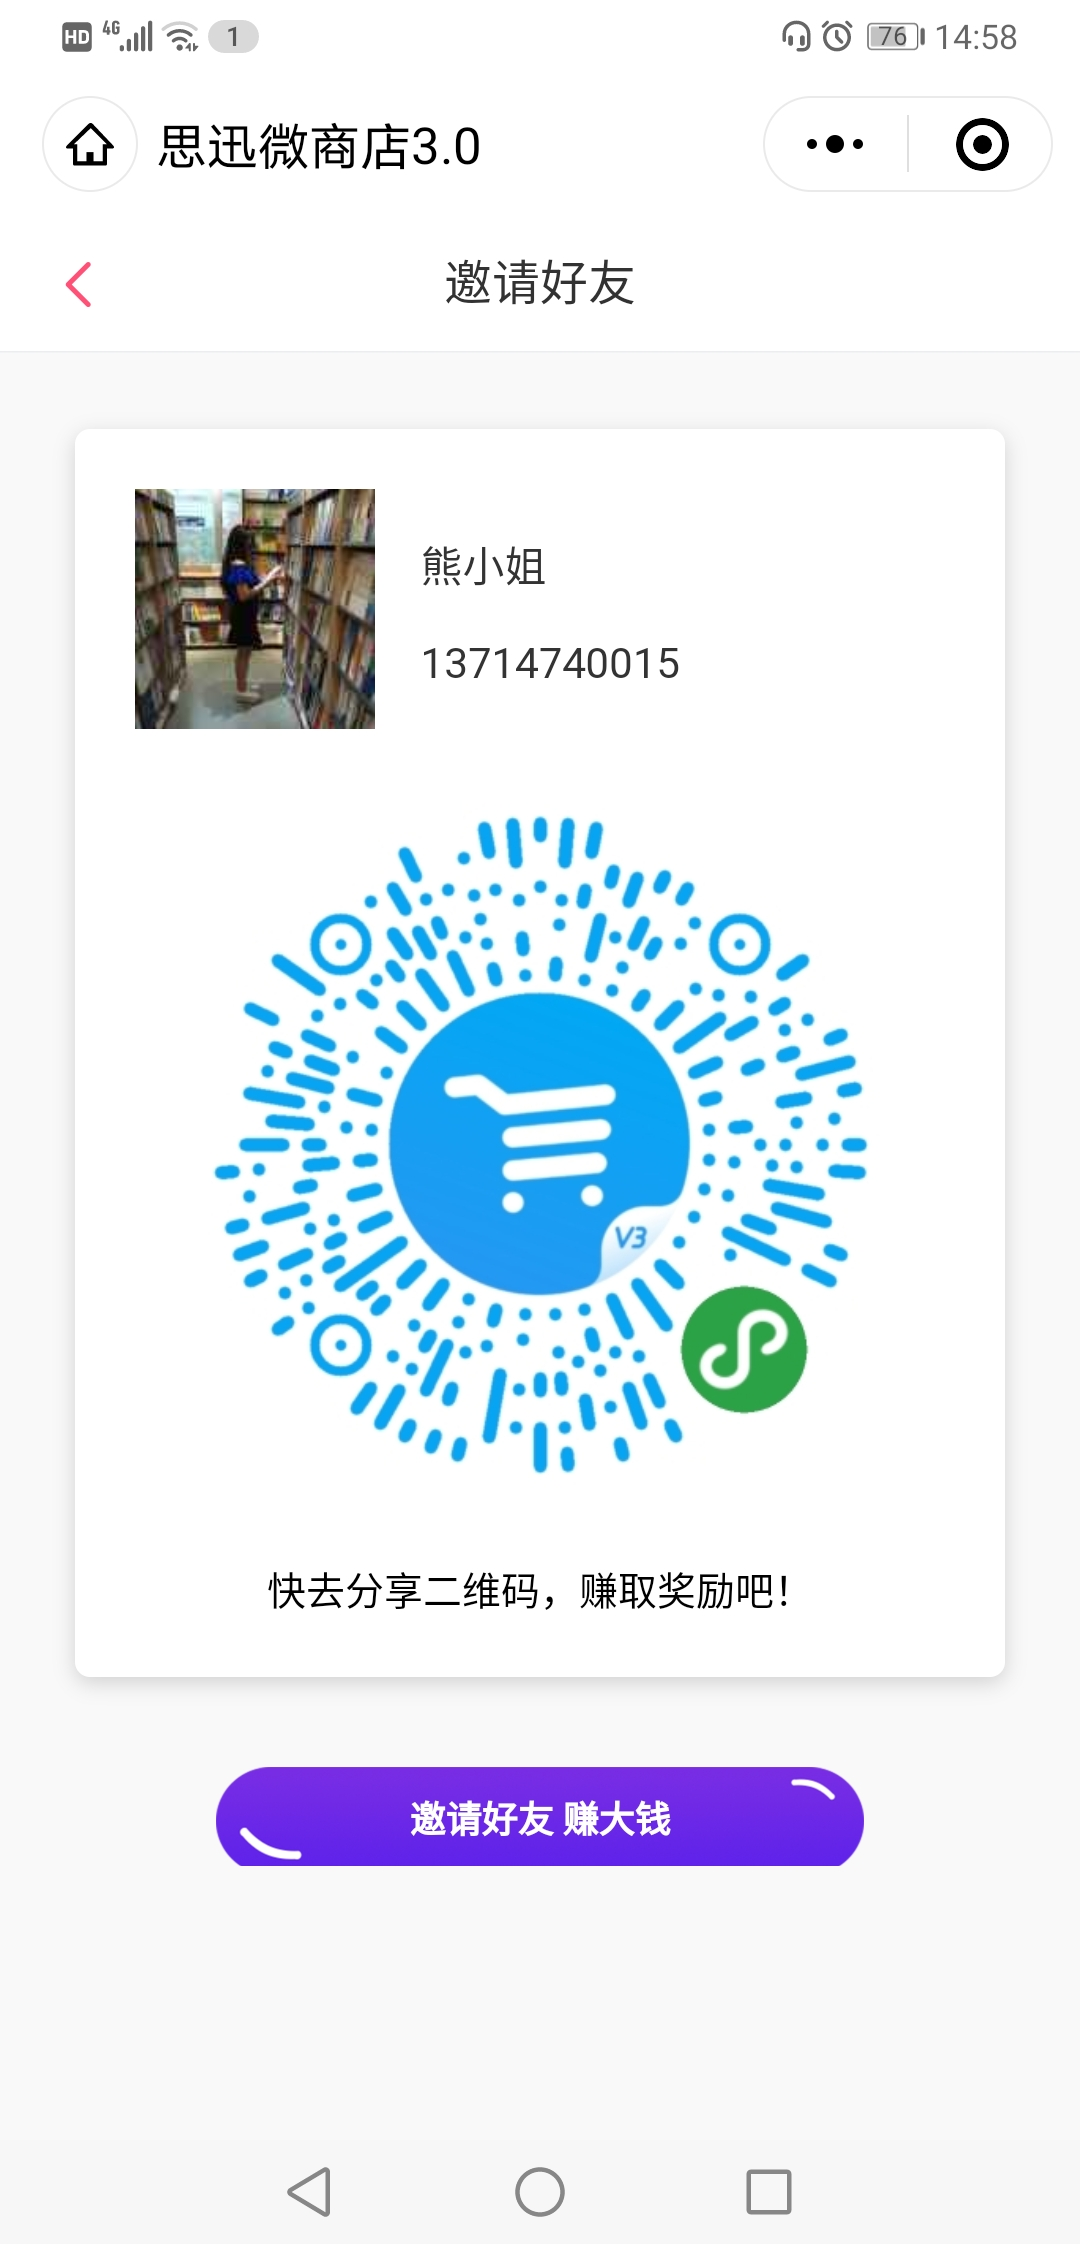 HD 4G 1 76 14:58
思迅微商店3.0
邀请好友
熊小姐
13714740015
V3
快去分享二维码，赚取奖励吧！
邀请好友 赚大钱